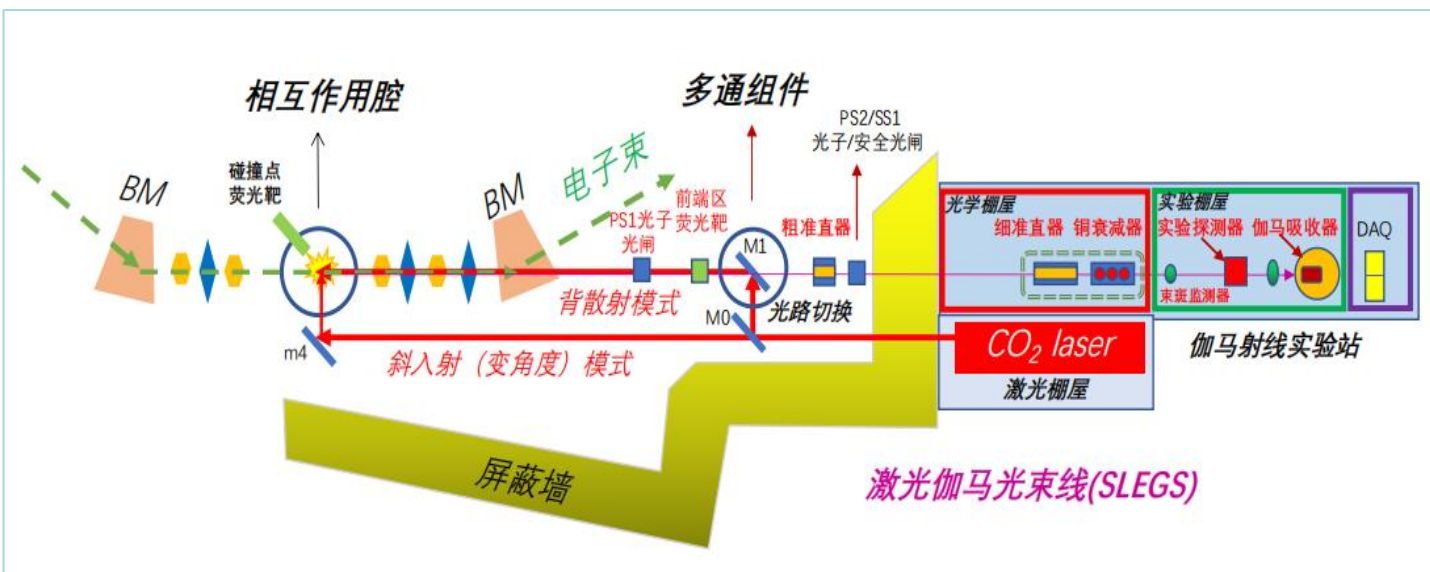 相互作用腔
多通组件
PS2/SS1
光子/安全光闸
碰撞点
荧光靶
BM
电子束
BM
前端区
荧光靶
PS1光子
光闸
M1
粗准直器
光学棚屋
细准直器 铜衰减器
实验棚屋
实验探测器 伽马吸收器
DAQ
背散射模式
光路切换
束斑监测器
M0
m4
斜入射（变角度）模式
CO2 laser
激光棚屋
伽马射线实验站
屏蔽墙
激光伽马光束线(SLEGS)